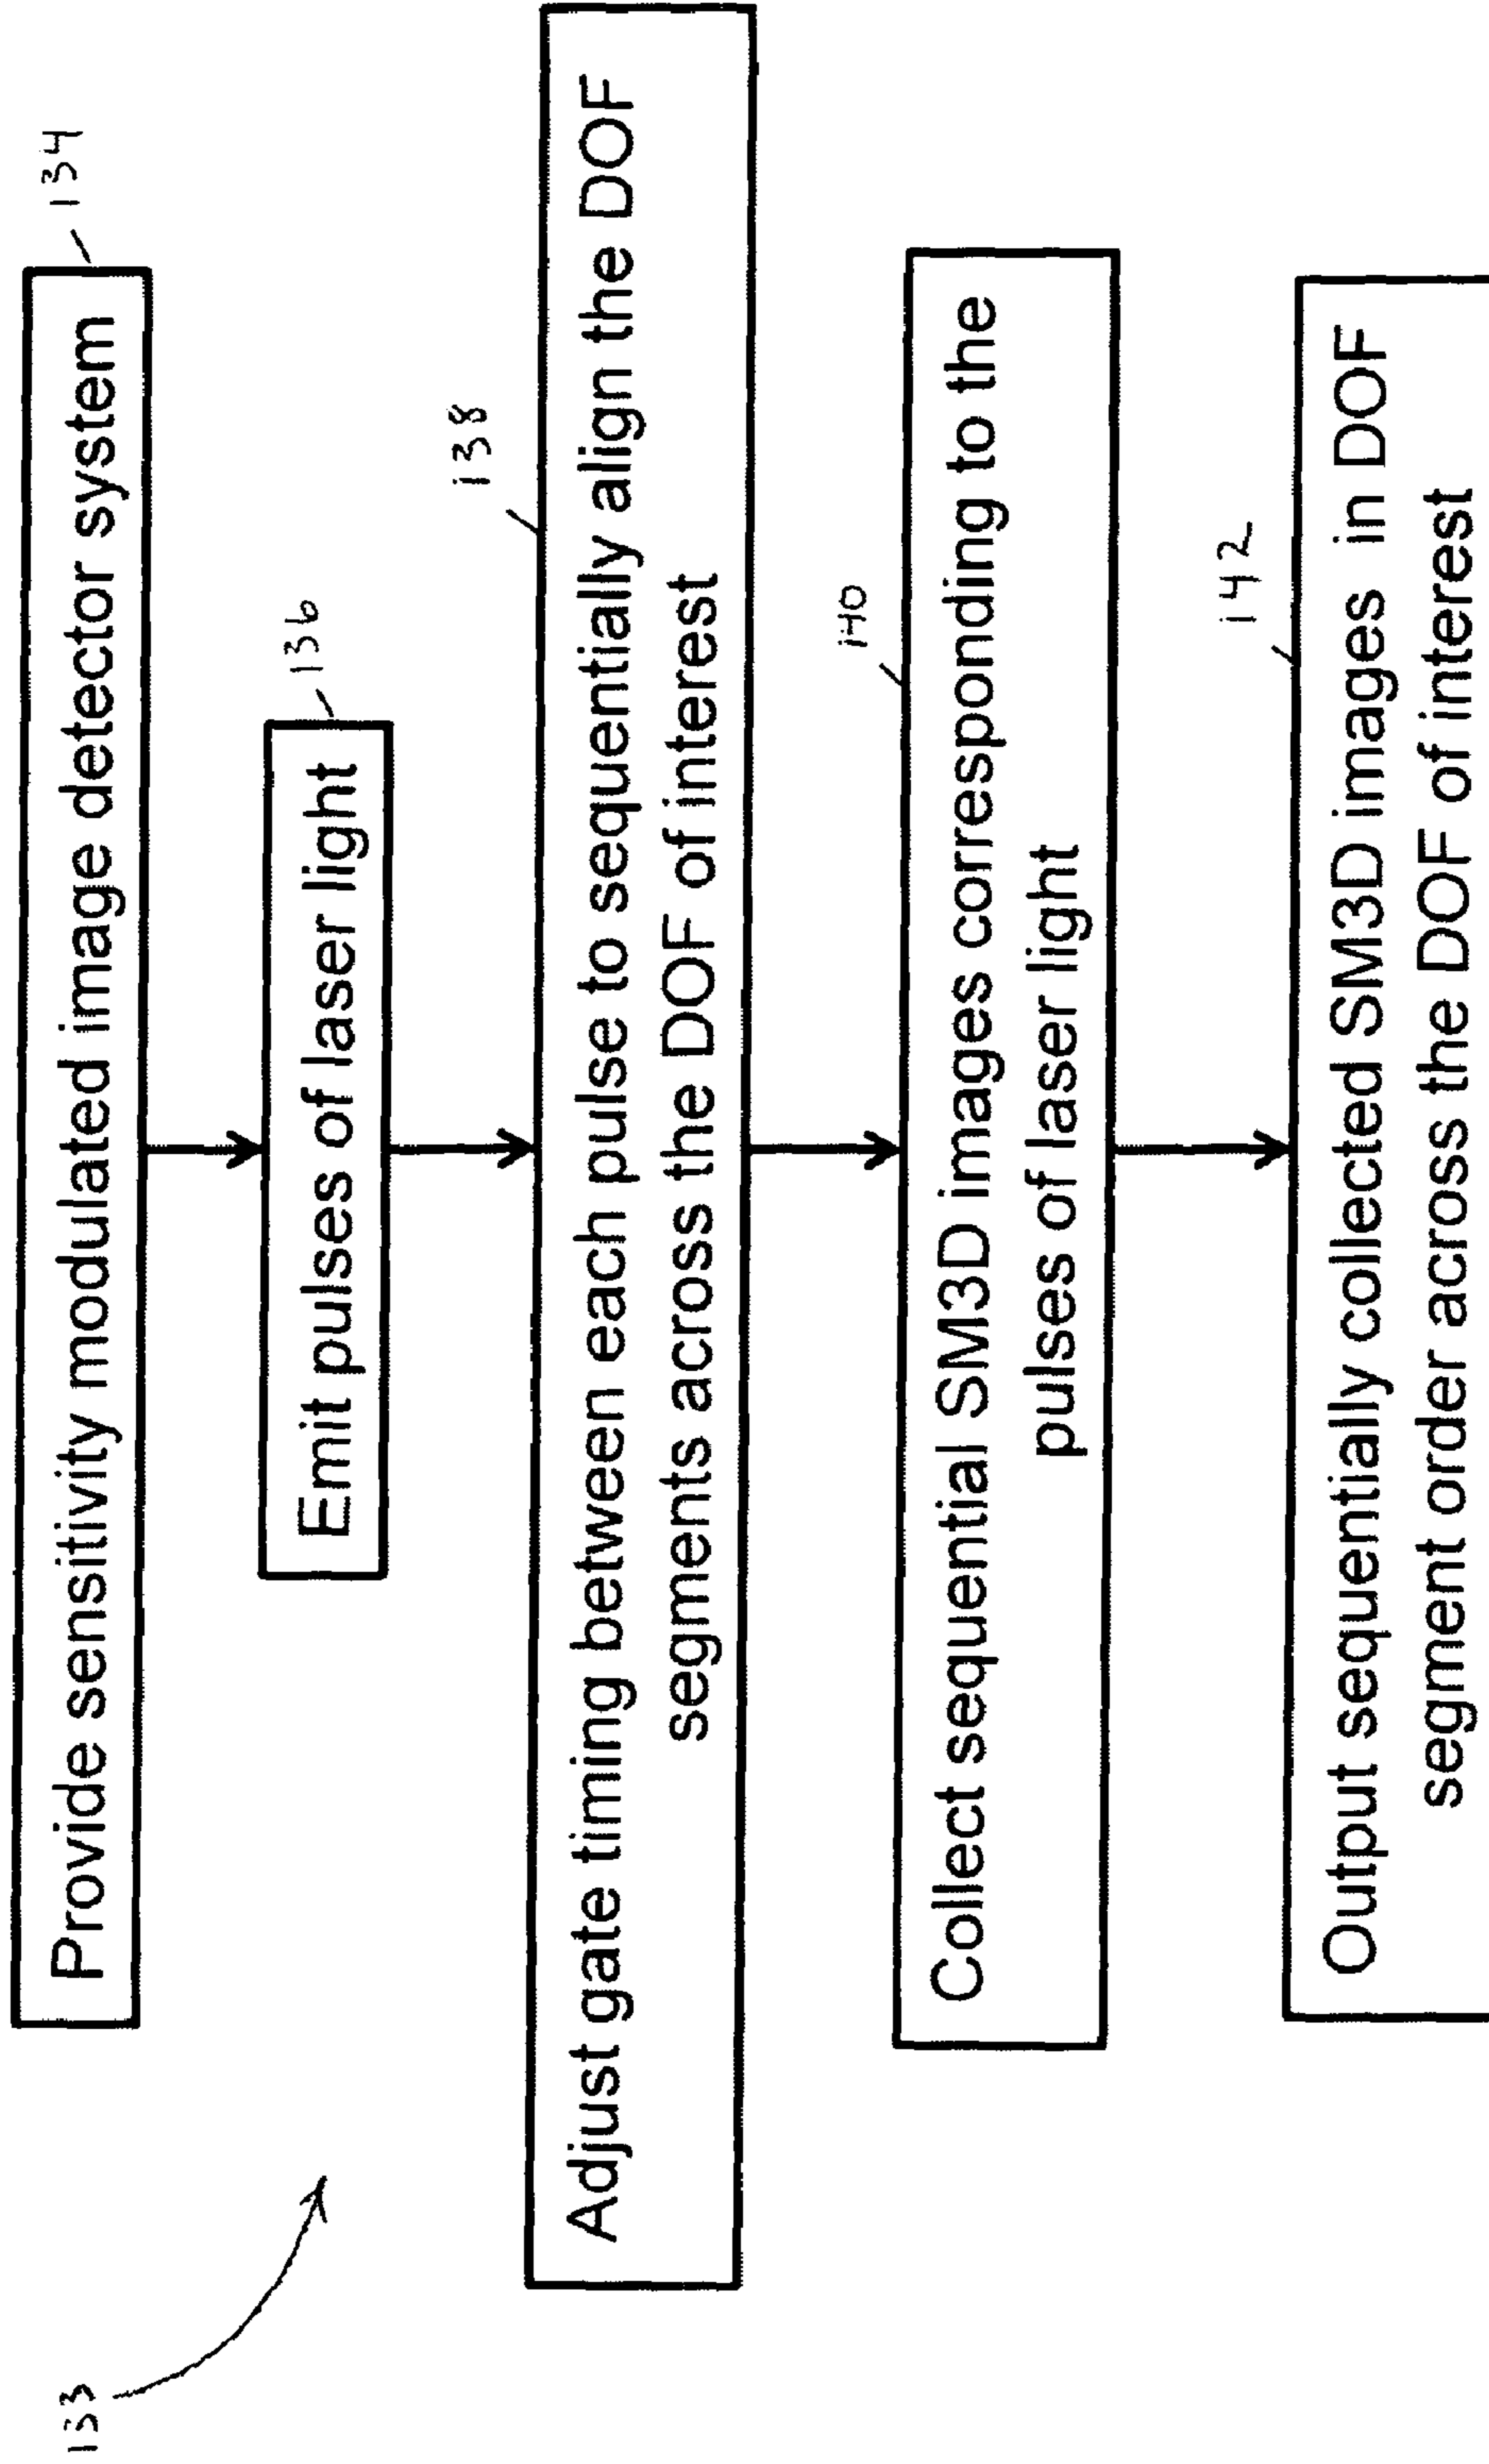 133
Provide sensitivity modulated image detector system
134
Emit pulses of laser light
136
138
Adjust gate timing between each pulse to sequentially align the DOF
segments across the DOF of interest
140
Collect sequential SM3D images corresponding to the
pulses of laser light
142
Output sequentially collected SM3D images in DOF
segment order across the DOF of interest